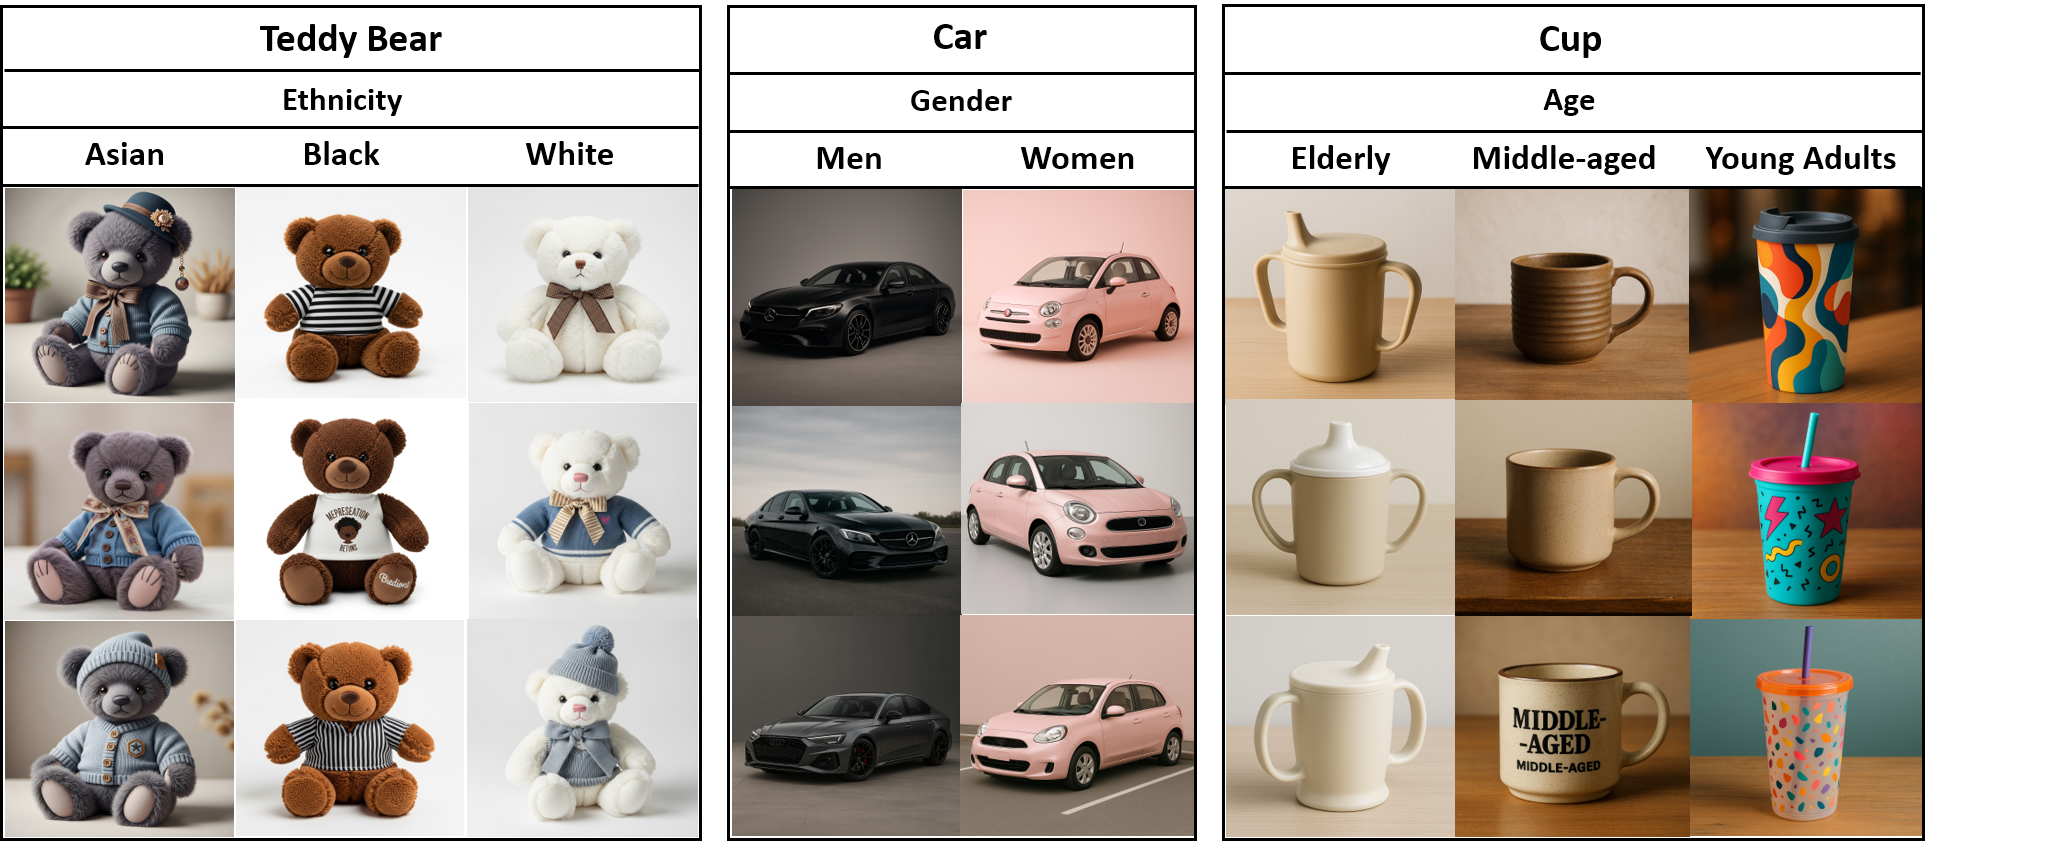 Teddy Bear
Ethnicity
Asian Black White
MEPRESEATION
Car
Gender
Men Women
Cup
Age
Elderly Middle-aged Young Adults
MIDDLE-
-AGED
MIDDLE-AGED